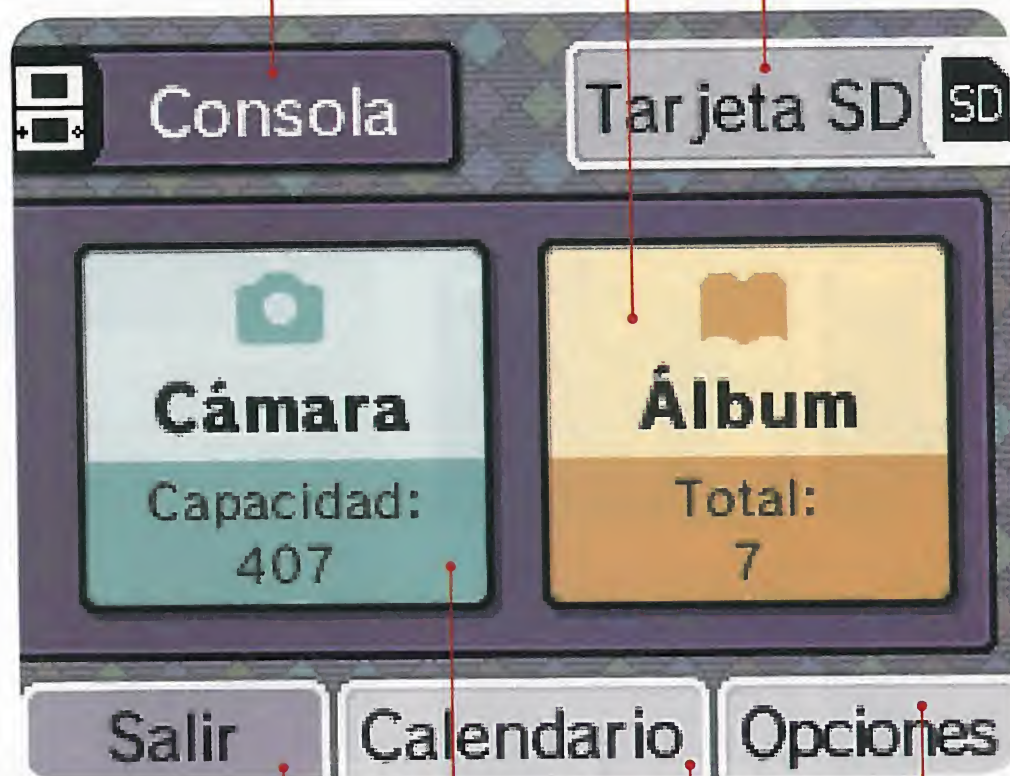 Consola
Tarjeta SD
SD
Cámara
Capacidad:
407
Álbum
Total:
7
Salir
Calendario
Opciones